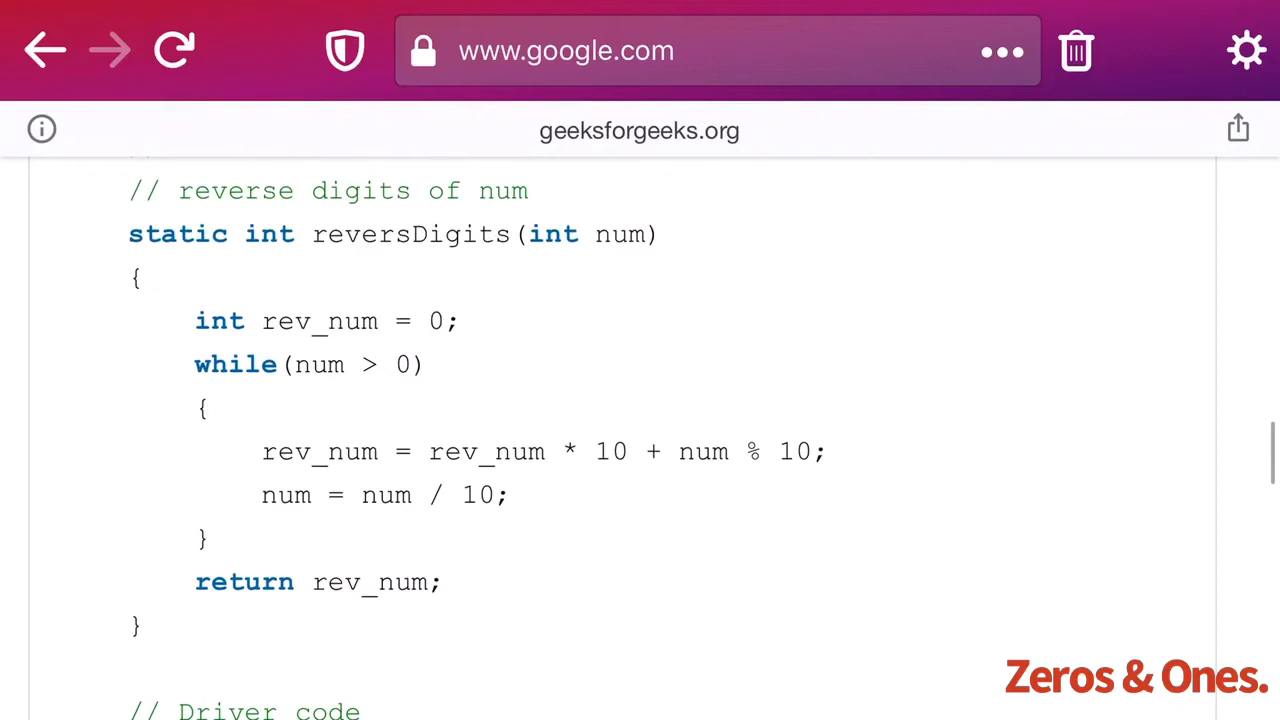 www.google.com
geeksforgeeks.org
// reverse digits of num
static int reversDigits(int num)
{
int rev_num = 0;
while(num > 0)
{
rev_num = rev_num * 10 + num % 10;
num = num / 10;
}
return rev_num;
}
Zeros & Ones.
// Driver code